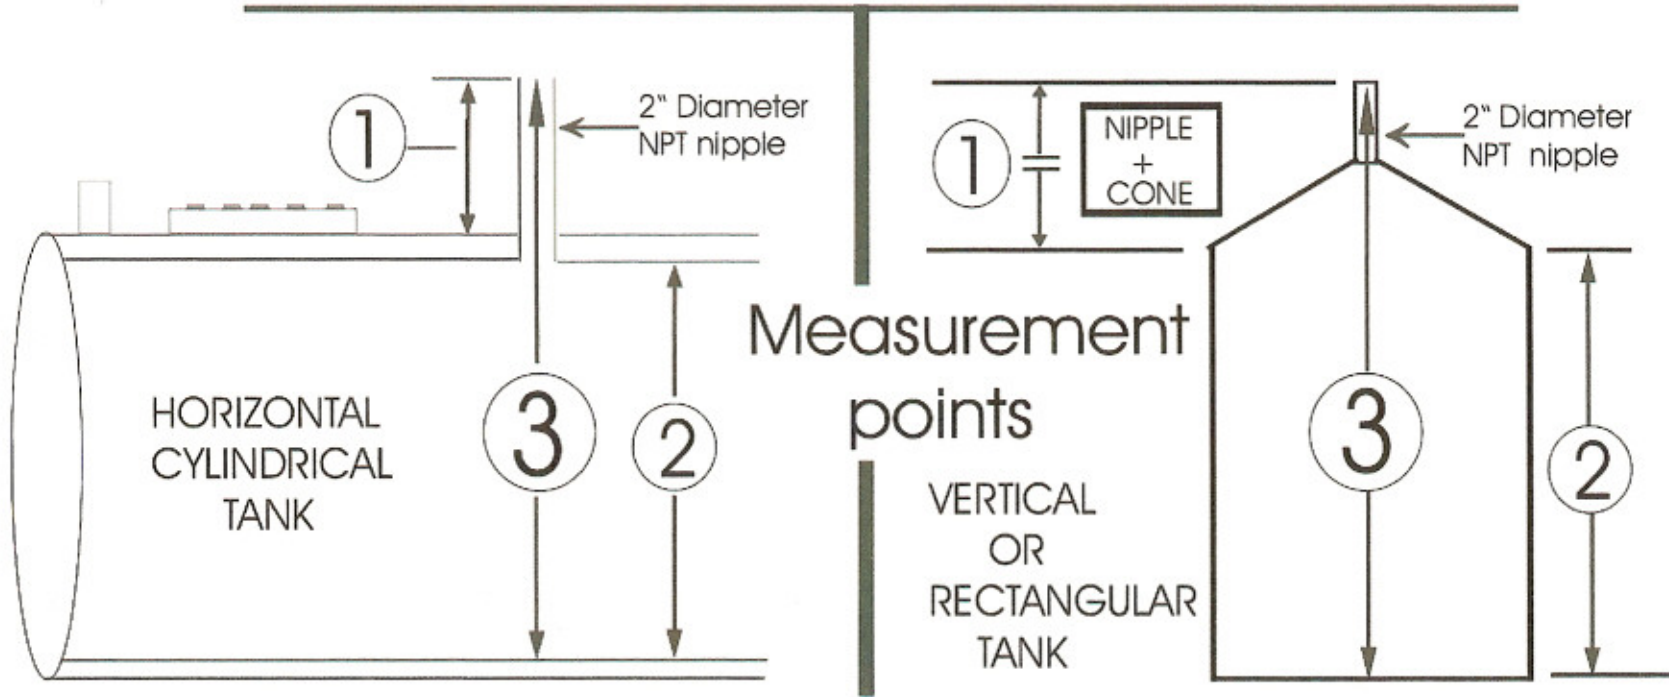 1
2" Diameter
NPT nipple
3
2
HORIZONTAL
CYLINDRICAL
TANK
Measurement
points
1
NIPPLE
+
CONE
2" Diameter
NPT nipple
3
2
VERTICAL
OR
RECTANGULAR
TANK